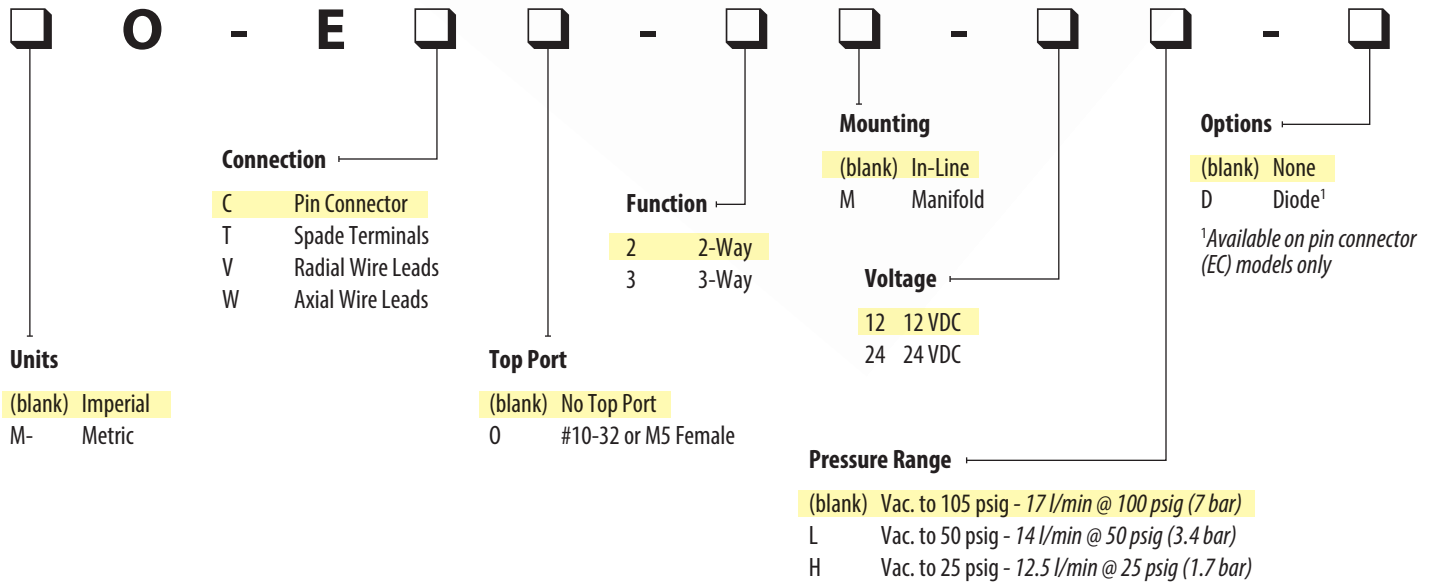 ❑ O - E ❑ ❑ - ❑ ❑ - ❑ ❑ - ❑
Connection
C Pin Connector
T Spade Terminals
V Radial Wire Leads
W Axial Wire Leads
Function
2 2-Way
3 3-Way
Mounting
(blank) In-Line
M Manifold
Options
(blank) None
D Diode¹
¹Available on pin connector
(EC) models only
Voltage
12 12 VDC
24 24 VDC
Units
(blank) Imperial
M- Metric
Top Port
(blank) No Top Port
O #10-32 or M5 Female
Pressure Range
(blank) Vac. to 105 psig - 17 l/min @ 100 psig (7 bar)
L Vac. to 50 psig - 14 l/min @ 50 psig (3.4 bar)
H Vac. to 25 psig - 12.5 l/min @ 25 psig (1.7 bar)